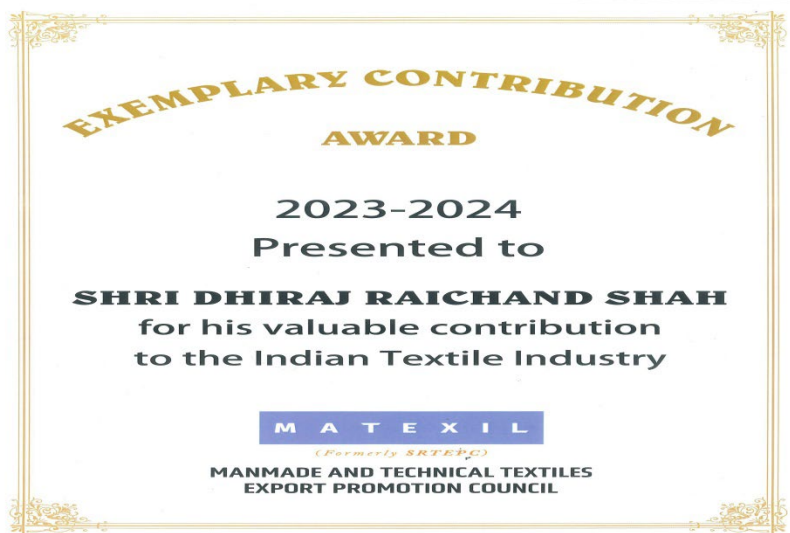 EXEMPLARY CONTRIBUTION
AWARD
2023-2024
Presented to
SHRI DHIRAJ RAICHAND SHAH
for his valuable contribution
to the Indian Textile Industry
MATEXIL
(Formerly SRTEPC)
MANMADE AND TECHNICAL TEXTILES
EXPORT PROMOTION COUNCIL